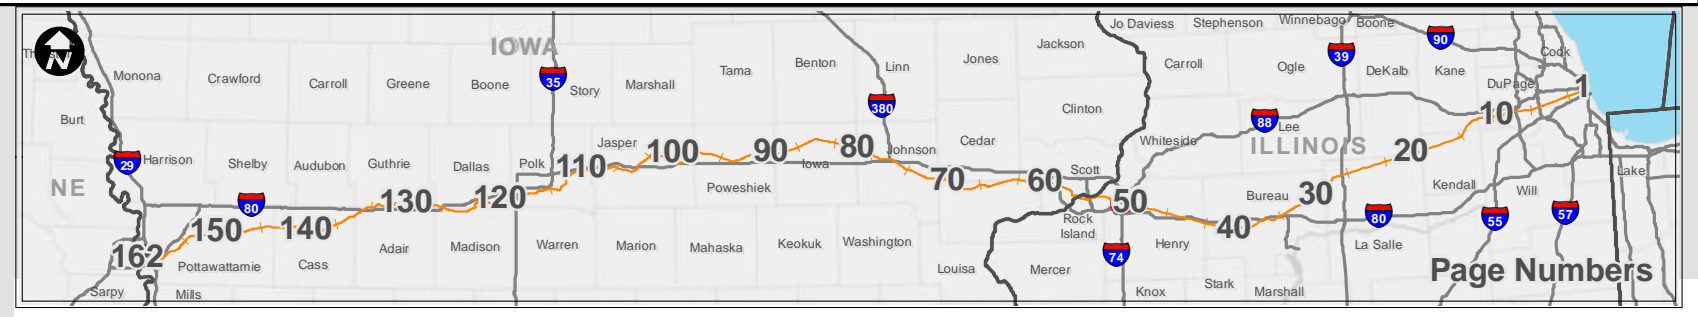 Jo Daviess Stephenson Winnebago Boone
N
IOWA
Jackson
39
90
Cook
Monona Crawford Carroll Greene Boone
35
Story Marshall Tama Benton Linn Jones
Carroll Ogle DeKalb Kane DuPage
1
380
Clinton
10
Burt
88
Lee
Whiteside
ILLINOIS
20
29
Harrison Shelby Audubon Guthrie Dallas Polk
Jasper
110
100
90
Iowa
80
Johnson
Cedar
Scott
Lake
NE
80
Poweshiek
70
60
50
Bureau
30
Kendall Will
162
150
140
130
120
Rock
Island
40
80
55
57
Adair Madison Warren Marion Mahaska Keokuk Washington
74
Henry
La Salle
Pottawattamie Cass
Louisa Mercer
Page Numbers
Sarpy Mills
Knox Stark Marshall